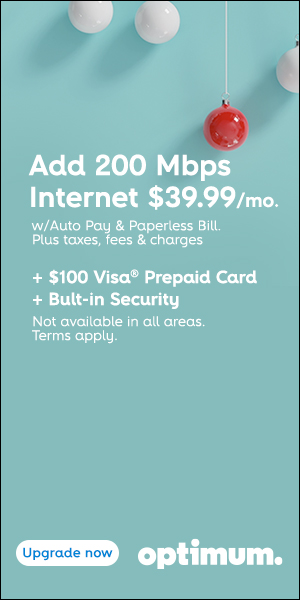 Add 200 Mbps
Internet $39.99/mo.
w/Auto Pay & Paperless Bill.
Plus taxes, fees & charges
+ $100 Visa® Prepaid Card
+ Bult-in Security
Not available in all areas.
Terms apply.
Upgrade now
optimum.